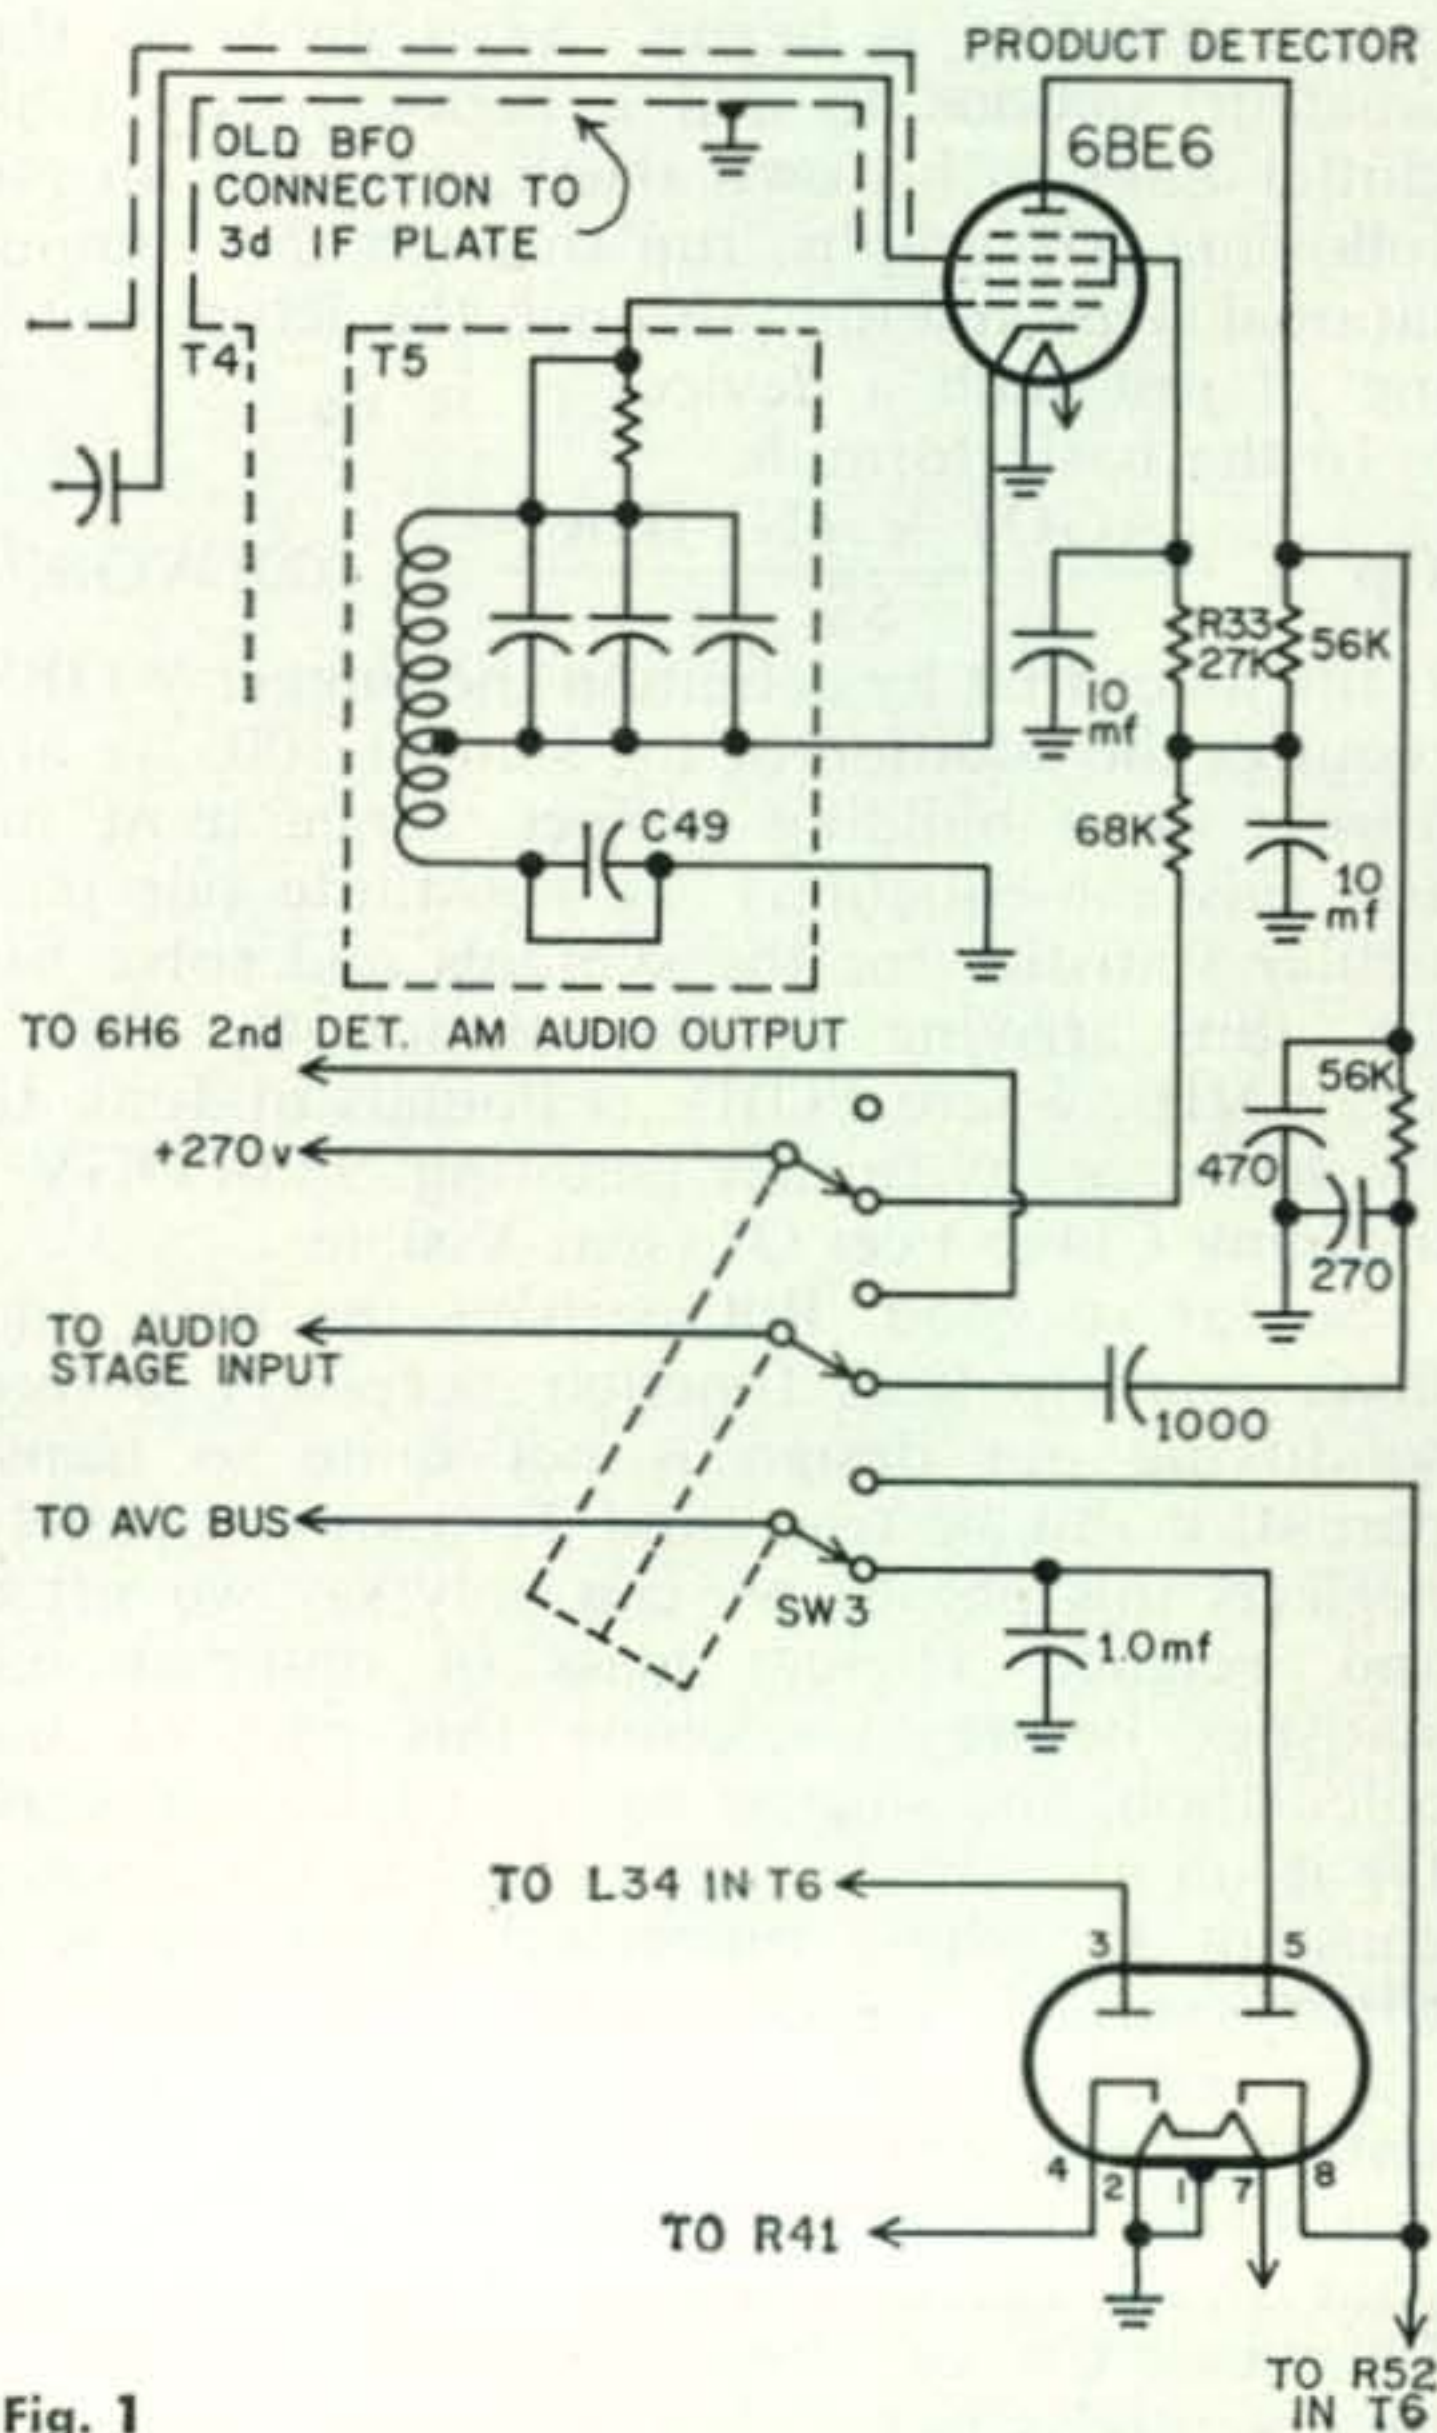 PRODUCT DETECTOR
6BE6
OLD BFO
CONNECTION TO
3d IF PLATE
T4
T5
R33
27K
56K
10
mf
68K
C49
10
mf
TO 6H6 2nd DET. AM AUDIO OUTPUT
56K
+270v
470
270
TO AUDIO
STAGE INPUT
1000
TO AVC BUS
SW3
1.0mf
TO L34 IN T6
3
5
4
2
1
7
8
TO R41
TO R52
IN T6
Fig. 1